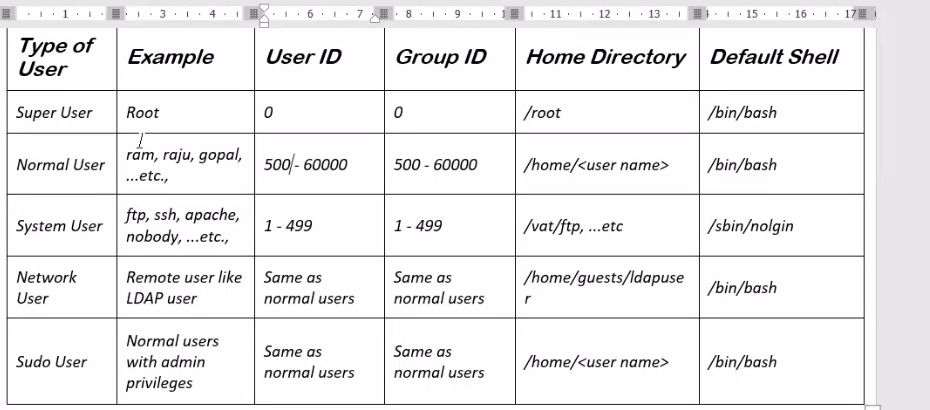 1 3 4 6 7 8 9 11 12 13 15 16 17
Type of User Example User ID Group ID Home Directory Default Shell
Super User Root 0 0 /root /bin/bash
Normal User ram, raju, gopal, ...etc., 500 - 60000 500 - 60000 /home/<user name> /bin/bash
System User ftp, ssh, apache, nobody, ...etc., 1 - 499 1 - 499 /vat/ftp, ...etc /sbin/nolgin
Network User Remote user like LDAP user Same as normal users Same as normal users /home/guests/ldapuser /bin/bash
Sudo User Normal users with admin privileges Same as normal users Same as normal users /home/<user name> /bin/bash